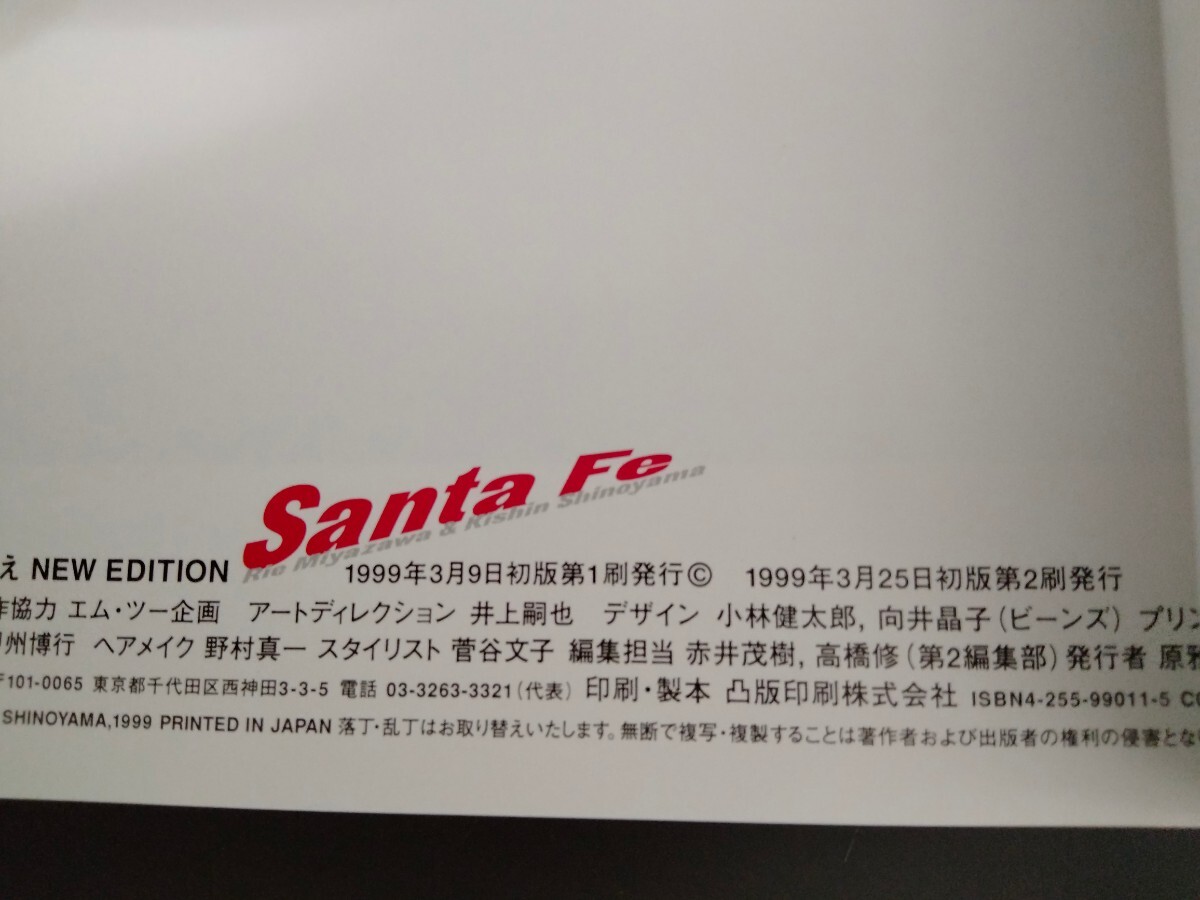 Santa Fe
Rie Miyazawa & Kishin Shinoyama
え NEW EDITION 1999年3月9日初版第1刷発行© 1999年3月25日初版第2刷発行
作協力 エム・ツー企画 アートディレクション 井上嗣也 デザイン 小林健太郎, 向井晶子(ビーンズ) プリン
州博行 ヘアメイク 野村真一 スタイリスト 菅谷文子 編集担当 赤井茂樹, 高橋修(第2編集部) 発行者 原雅
〒101-0065 東京都千代田区西神田3-3-5 電話 03-3263-3321(代表) 印刷・製本 凸版印刷株式会社 ISBN4-255-99011-5 C0
SHINOYAMA,1999 PRINTED IN JAPAN 落丁・乱丁はお取り替えいたします。無断で複写・複製することは著作者および出版者の権利の侵害とな